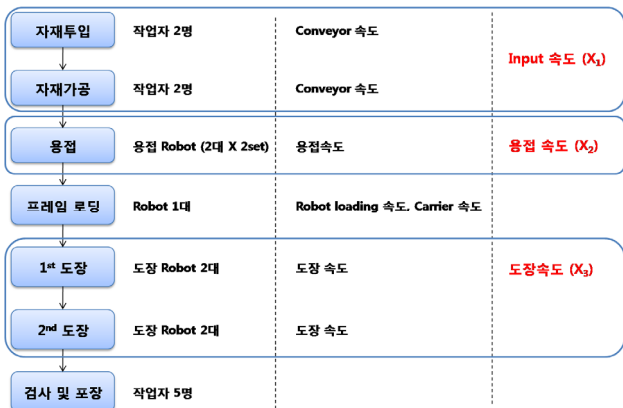 자재투입 작업자 2명 Conveyor 속도
Input 속도 (X₁)
자재가공 작업자 2명 Conveyor 속도
용접 용접 Robot (2대 X 2set) 용접속도 용접 속도 (X₂)
프레임 로딩 Robot 1대 Robot loading 속도, Carrier 속도
1st 도장 도장 Robot 2대 도장 속도 도장속도 (X₃)
2nd 도장 도장 Robot 2대 도장 속도
검사 및 포장 작업자 5명